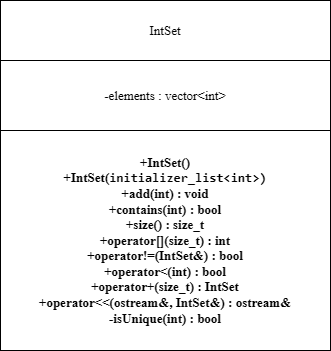 IntSet
-elements : vector<int>
+IntSet()
+IntSet(initializer_list<int>)
+add(int) : void
+contains(int) : bool
+size() : size_t
+operator[](size_t) : int
+operator!=(IntSet&) : bool
+operator<(int) : bool
+operator+(size_t) : IntSet
+operator<<(ostream&, IntSet&) : ostream&
-isUnique(int) : bool